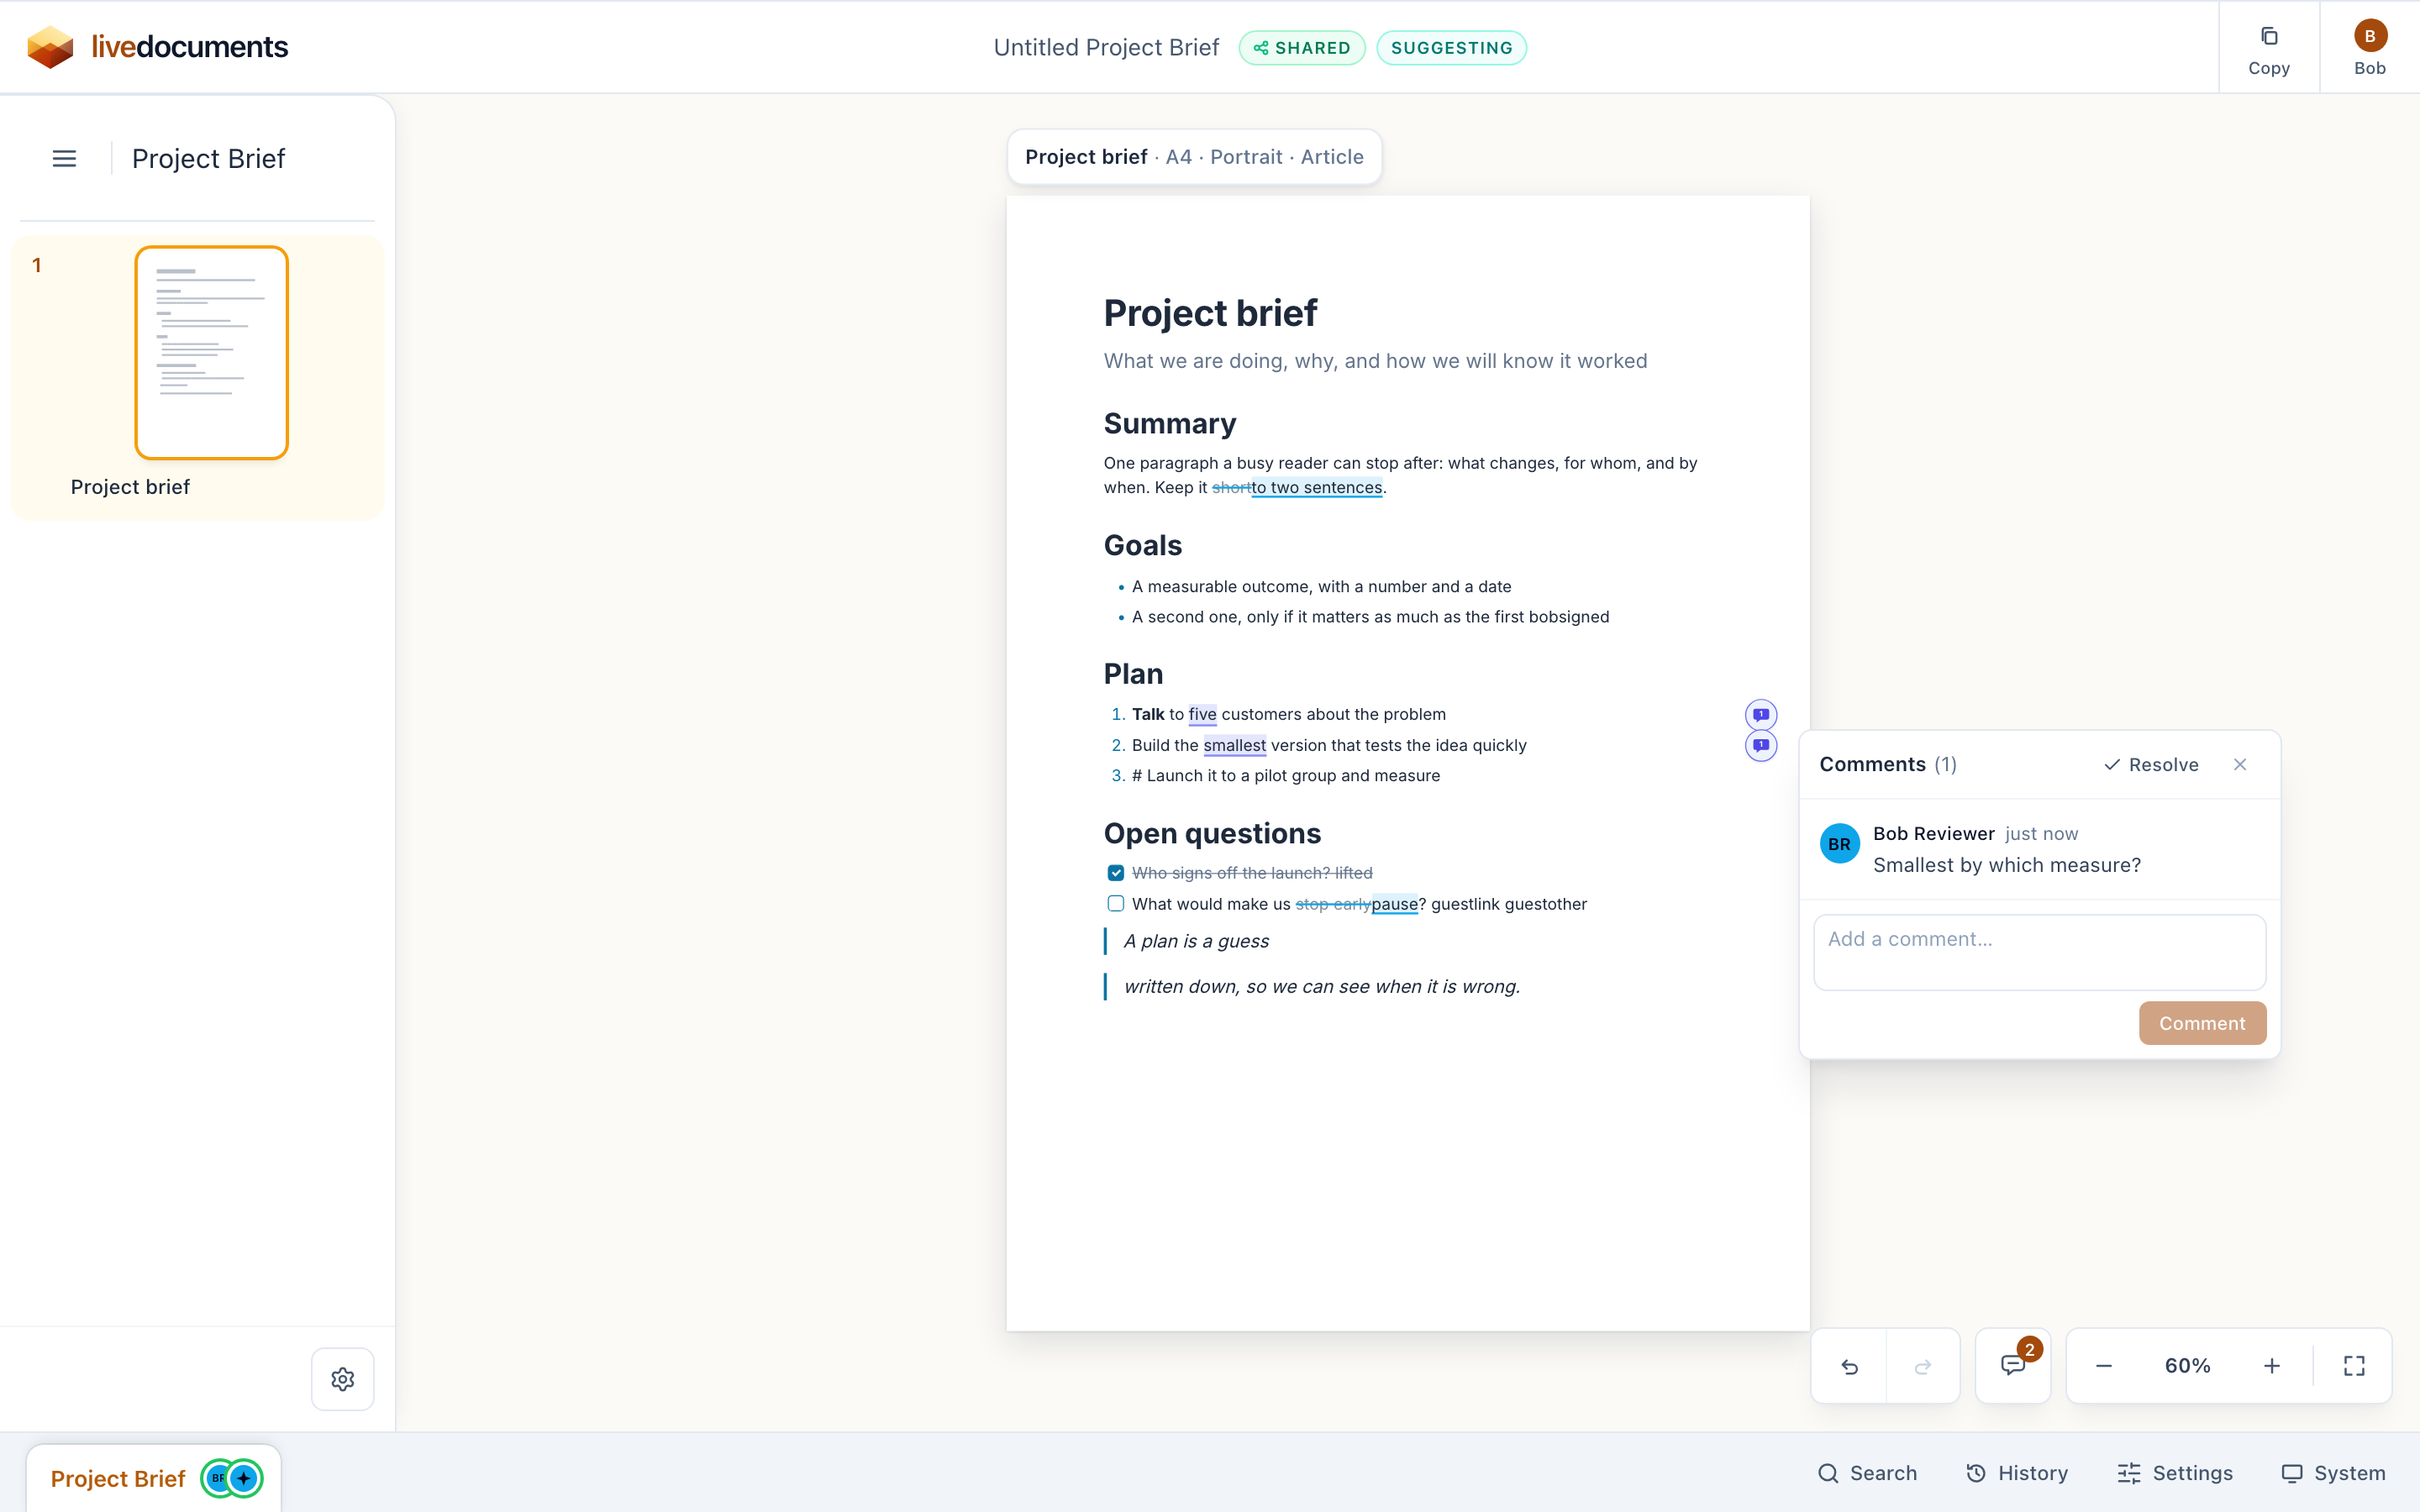 livedocuments
Untitled Project Brief
SHARED
SUGGESTING
Copy
B
Bob
Project Brief
1
Project brief
Project brief · A4 · Portrait · Article
Project brief
What we are doing, why, and how we will know it worked
Summary
One paragraph a busy reader can stop after: what changes, for whom, and by
when. Keep it shortto two sentences.
Goals
• A measurable outcome, with a number and a date
• A second one, only if it matters as much as the first bobsigned
Plan
1. Talk to five customers about the problem
1
2. Build the smallest version that tests the idea quickly
1
3. # Launch it to a pilot group and measure
Open questions
Who signs off the launch? lifted
What would make us stop earlypause? guestlink guestother
A plan is a guess
written down, so we can see when it is wrong.
Comments (1)
Resolve
BR
Bob Reviewer just now
Smallest by which measure?
Add a comment...
Comment
2
60%
Project Brief
BR
Search
History
Settings
System